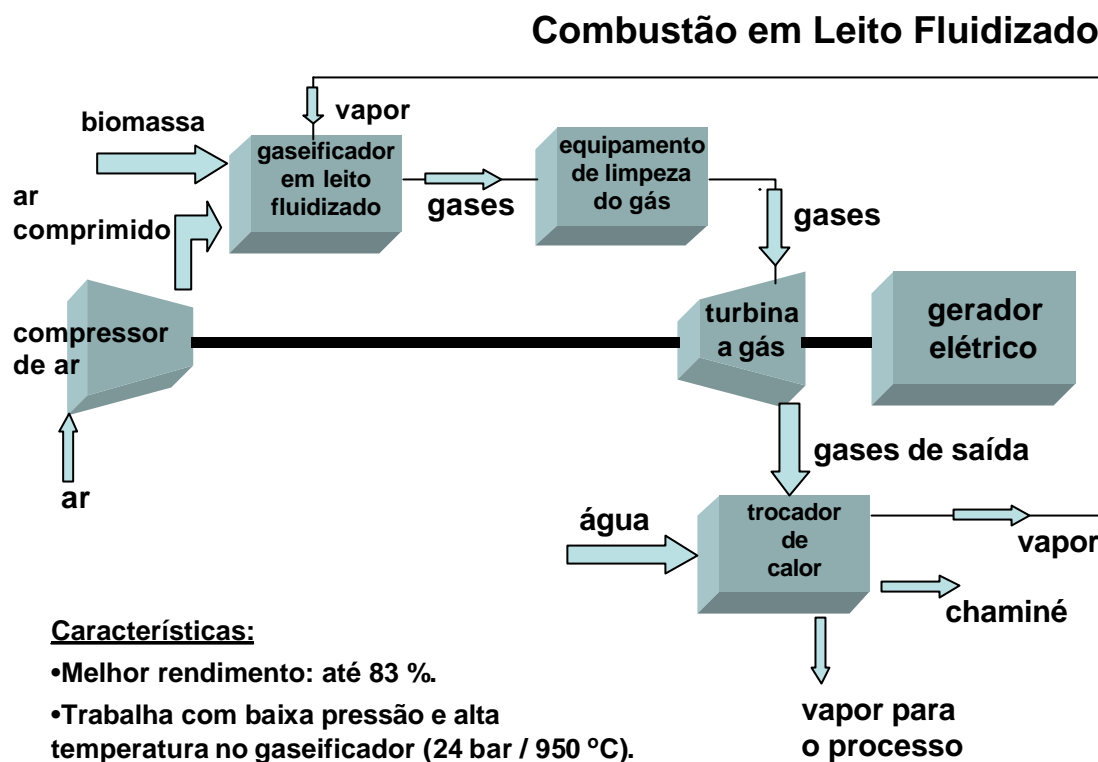 Combustão em Leito Fluidizado
vapor
biomassa
gaseificador
em leito
fluidizado
equipamento
de limpeza
do gás
ar
comprimido
gases
gases
compressor
de ar
turbina
a gás
gerador
elétrico
ar
gases de saída
água
trocador
de
calor
vapor
chaminé
Características:
•Melhor rendimento: até 83 %.
•Trabalha com baixa pressão e alta
temperatura no gaseificador (24 bar / 950 ºC).
vapor para
o processo